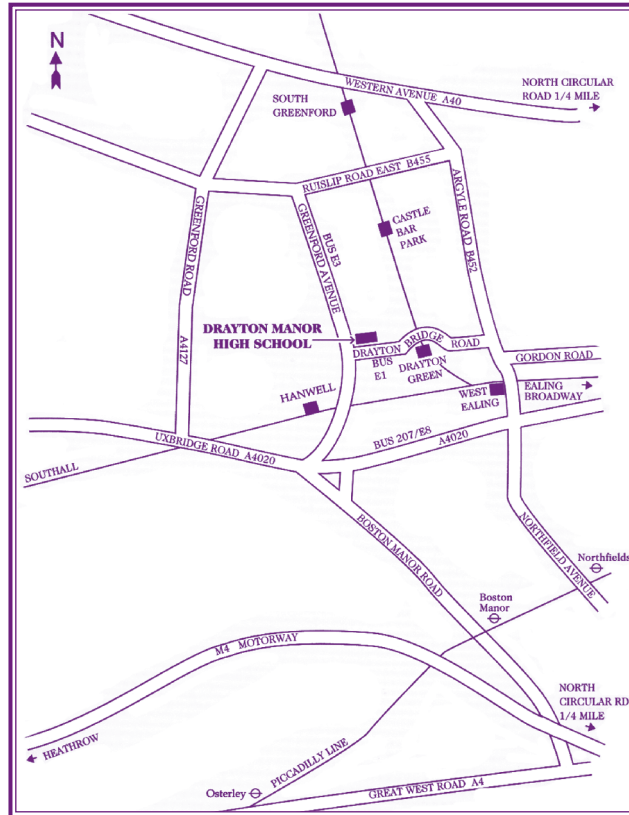 N
WESTERN AVENUE A40
NORTH CIRCULAR
ROAD 1/4 MILE
SOUTH
GREENFORD
RUISLIP ROAD EAST B455
ARGYLE ROAD B452
GREENFORD ROAD
A4127
GREENFORD AVENUE
BUS E3
CASTLE
BAR
PARK
DRAYTON MANOR
HIGH SCHOOL
DRAYTON BRIDGE ROAD
BUS
E1
DRAYTON
GREEN
GORDON ROAD
HANWELL
WEST
EALING
EALING
BROADWAY
UXBRIDGE ROAD A4020
BUS 207/E8
A4020
SOUTHALL
BOSTON MANOR ROAD
NORTHFIELD AVENUE
Northfields
Boston
Manor
M4 MOTORWAY
NORTH
CIRCULAR RD
1/4 MILE
HEATHROW
PICCADILLY LINE
Osterley
GREAT WEST ROAD A4